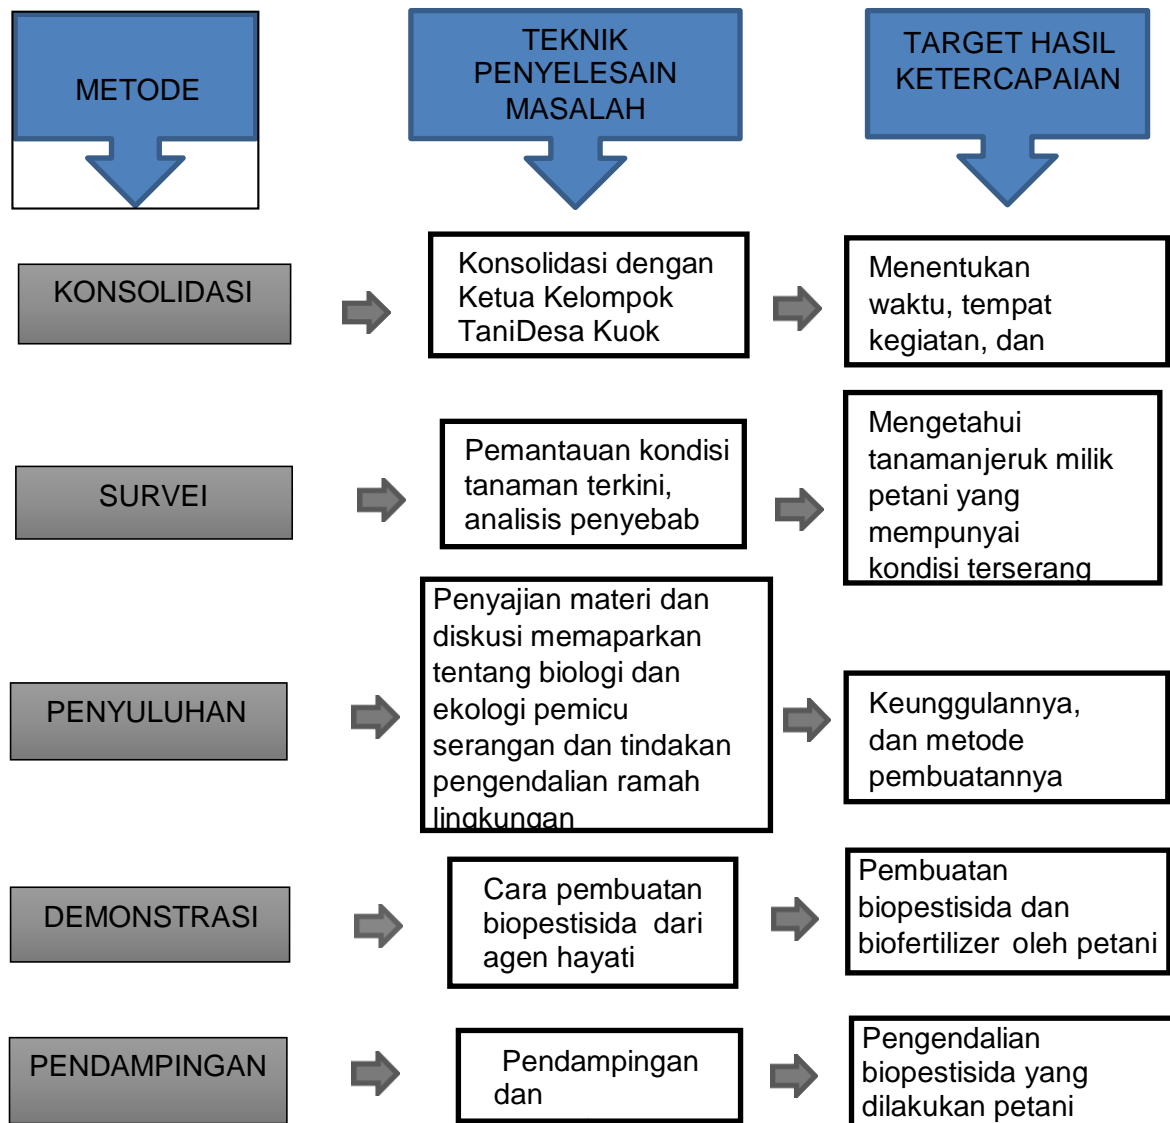 METODE
TEKNIK
PENYELESAIN
MASALAH
TARGET HASIL
KETERCAPAIAN
KONSOLIDASI
Konsolidasi dengan
Ketua Kelompok
TaniDesa Kuok
Menentukan
waktu, tempat
kegiatan, dan
SURVEI
Pemantauan kondisi
tanaman terkini,
analisis penyebab
Mengetahui
tanamanjeruk milik
petani yang
mempunyai
kondisi terserang
PENYULUHAN
Penyajian materi dan
diskusi memaparkan
tentang biologi dan
ekologi pemicu
serangan dan tindakan
pengendalian ramah
lingkungan
Keunggulannya,
dan metode
pembuatannya
DEMONSTRASI
Cara pembuatan
biopestisida dari
agen hayati
Pembuatan
biopestisida dan
biofertilizer oleh petani
PENDAMPINGAN
Pendampingan
dan
Pengendalian
biopestisida yang
dilakukan petani